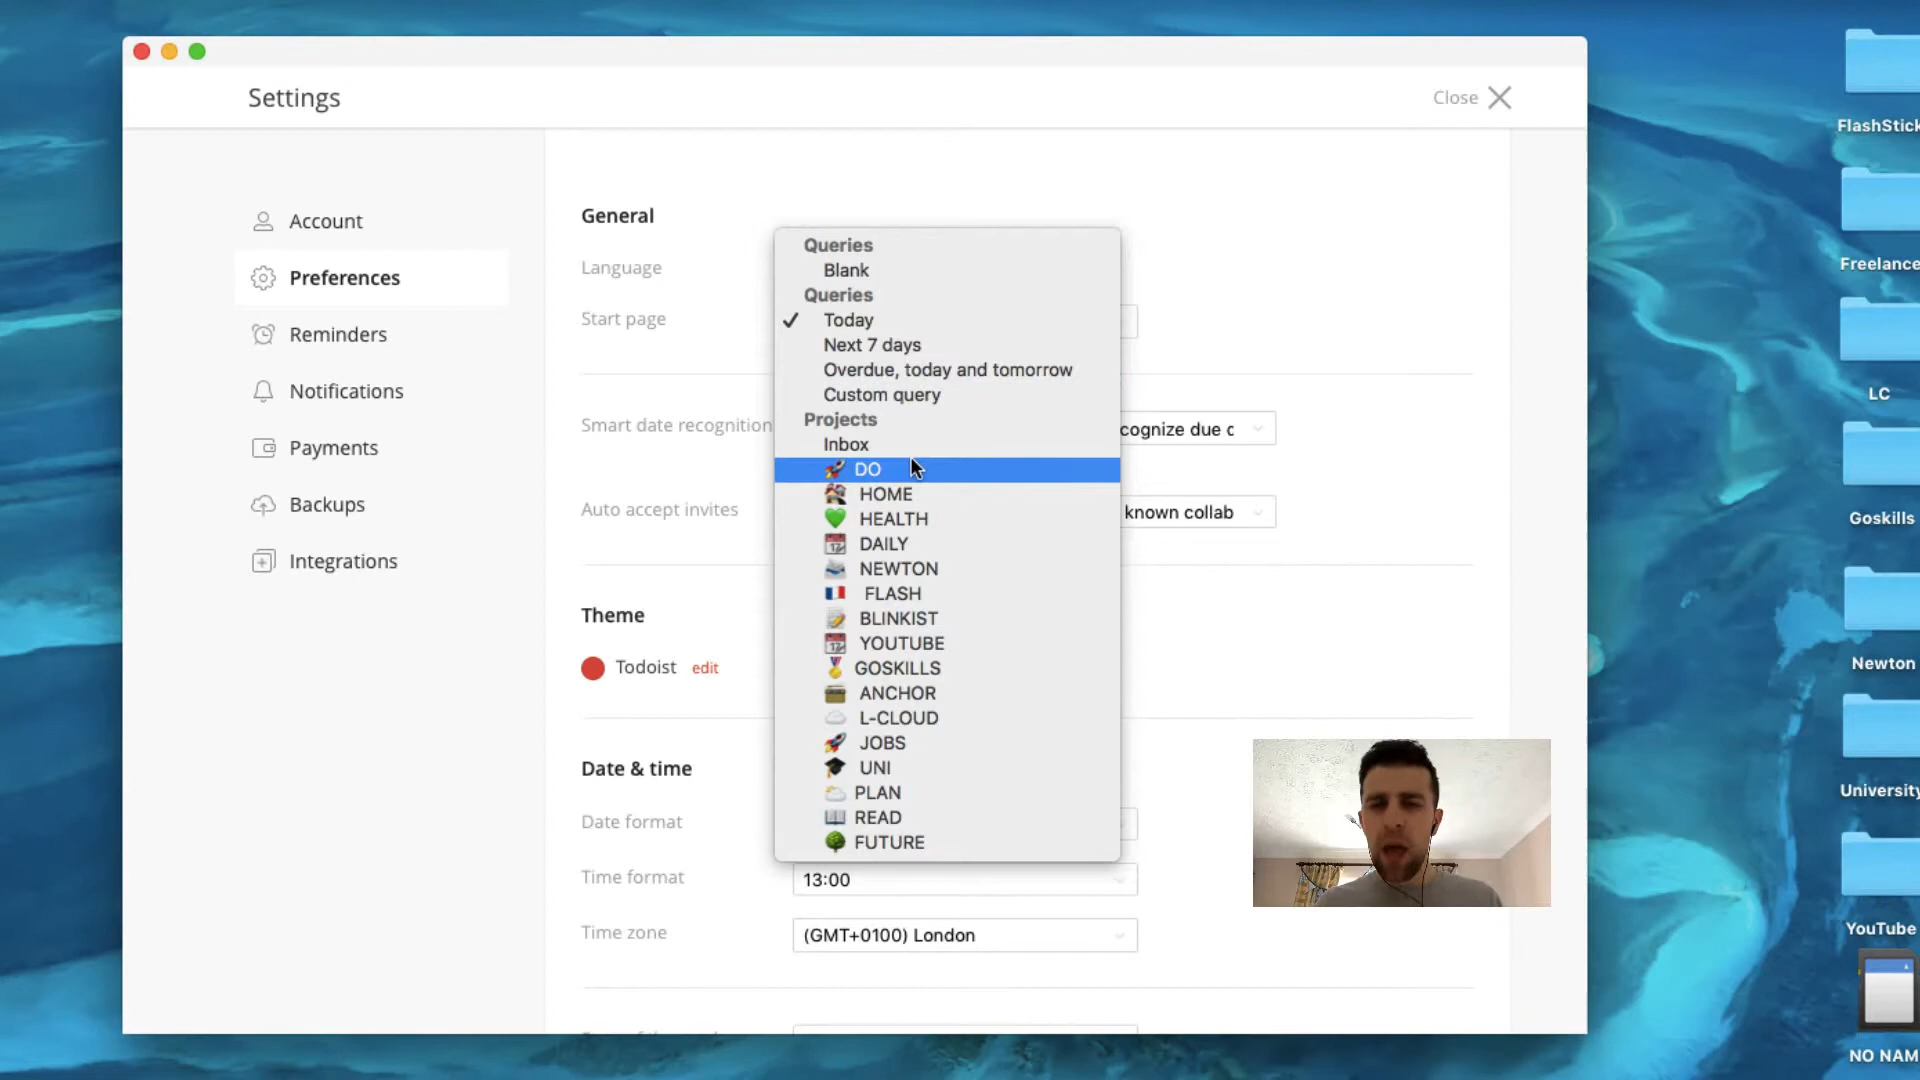 Settings
Close
Account
Preferences
Reminders
Notifications
Payments
Backups
Integrations
General
Language
Start page
Queries
Blank
Queries
Today
Next 7 days
Overdue, today and tomorrow
Custom query
Projects
Inbox
DO
HOME
HEALTH
DAILY
NEWTON
FLASH
BLINKIST
YOUTUBE
GOSKILLS
ANCHOR
L-CLOUD
JOBS
UNI
PLAN
READ
FUTURE
Smart date recognition
cognize due c
Auto accept invites
known collab
Theme
Todoist edit
Date & time
Date format
Time format
13:00
Time zone
(GMT+0100) London
FlashStick
Freelance
LC
Goskills
Newton
University
YouTube
NO NAM